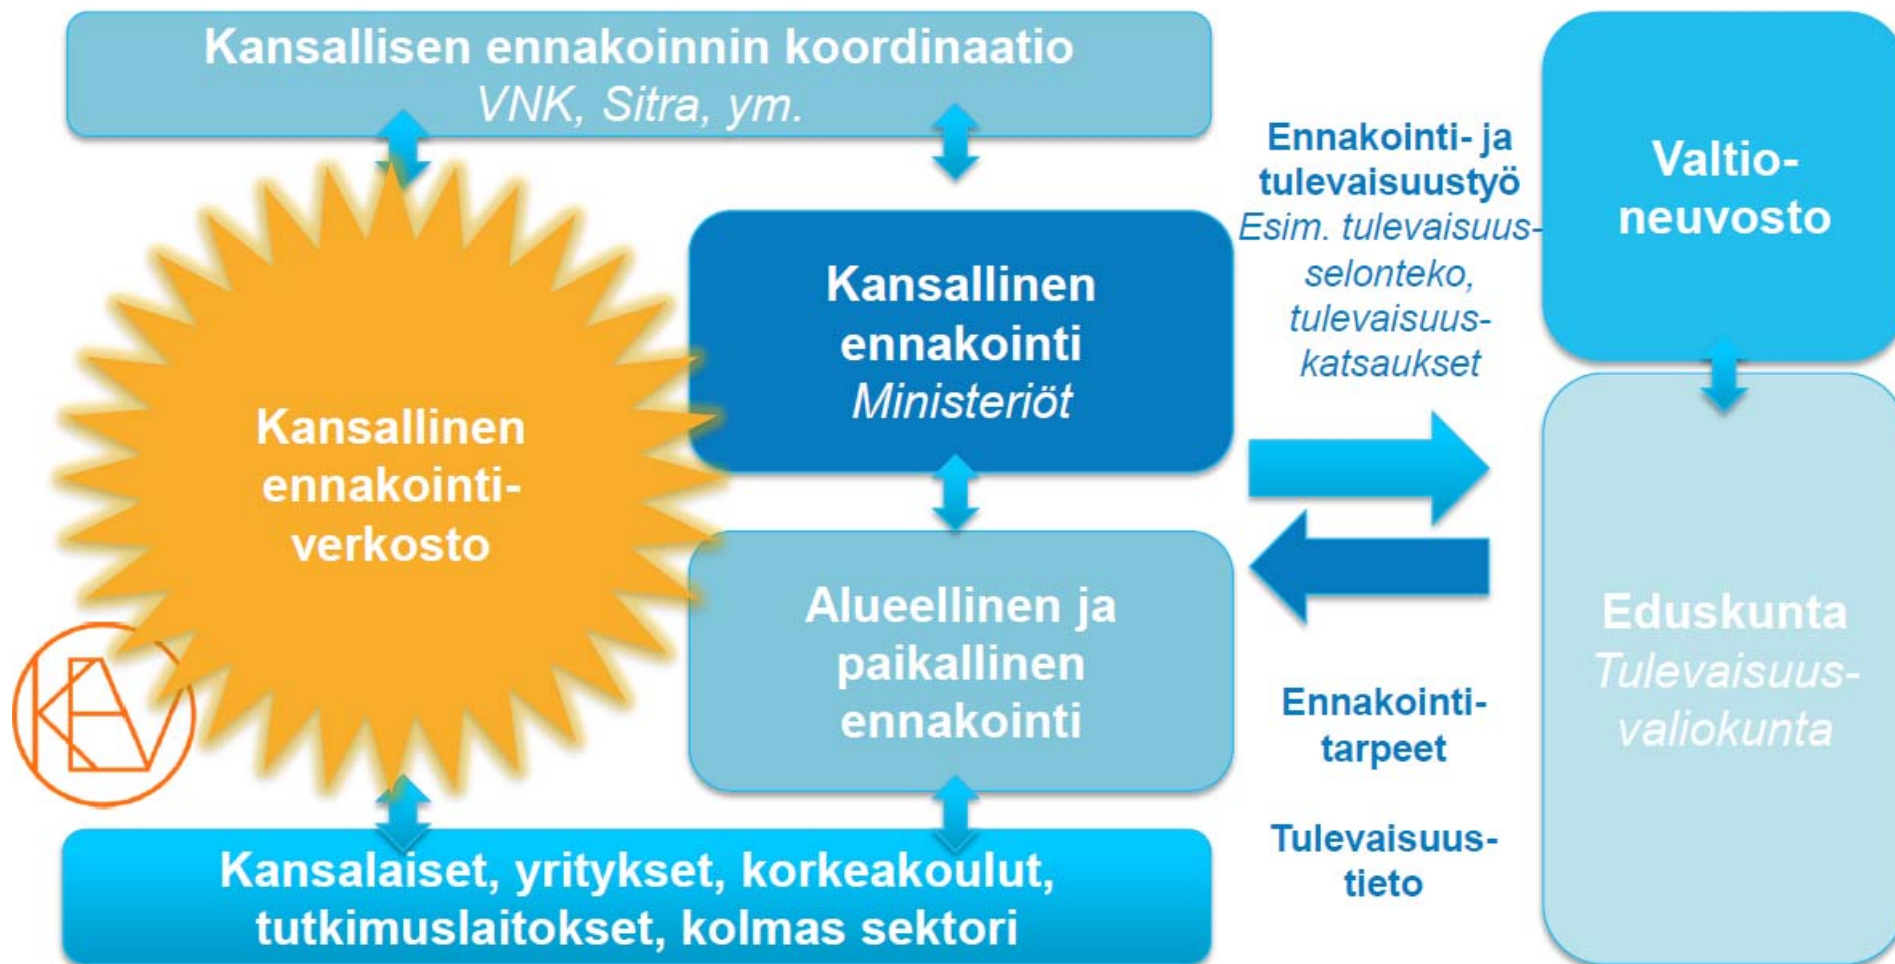 Kansallisen ennakoinnin koordinaatio
VNK, Sitra, ym.
Kansallinen
ennakointi-
verkosto
KEV
Kansallinen
ennakointi
Ministeriöt
Alueellinen ja
paikallinen
ennakointi
Kansalaiset, yritykset, korkeakoulut,
tutkimuslaitokset, kolmas sektori
Ennakointi- ja
tulevaisuustyö
Esim. tulevaisuus-
selonteko,
tulevaisuus-
katsaukset
Ennakointi-
tarpeet
Tulevaisuus-
tieto
Valtio-
neuvosto
Eduskunta
Tulevaisuus-
valiokunta